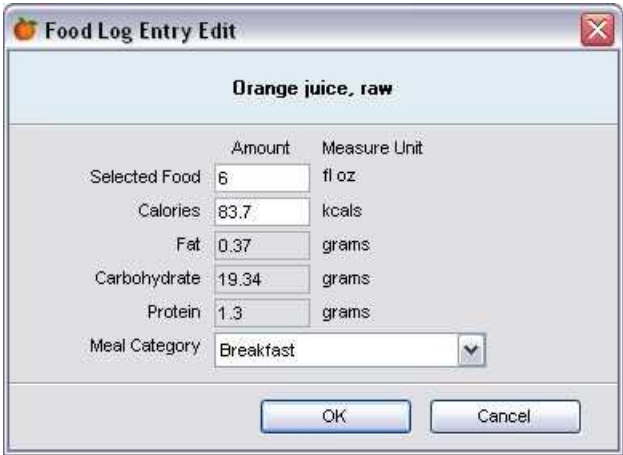 Food Log Entry Edit
Orange juice, raw
Amount Measure Unit
Selected Food 6 fl oz
Calories 83.7 kcals
Fat 0.37 grams
Carbohydrate 19.34 grams
Protein 1.3 grams
Meal Category Breakfast
OK Cancel